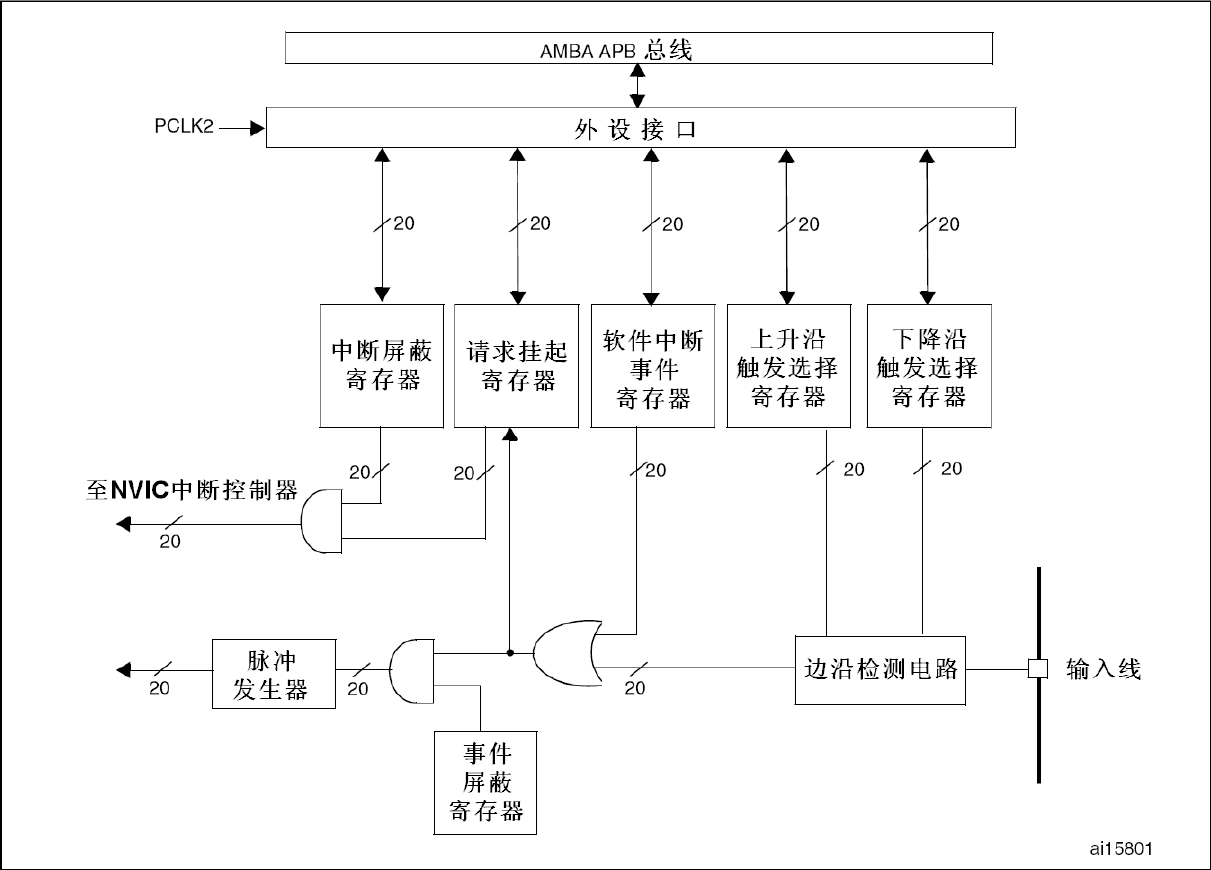 AMBA APB 总线
PCLK2
外设接口
20 20 20 20 20
中断屏蔽
寄存器
请求挂起
寄存器
软件中断
事件
寄存器
上升沿
触发选择
寄存器
下降沿
触发选择
寄存器
20 20 20 20 20
至NVIC中断控制器
20
脉冲
发生器
边沿检测电路
输入线
20 20 20
事件
屏蔽
寄存器
ai15801